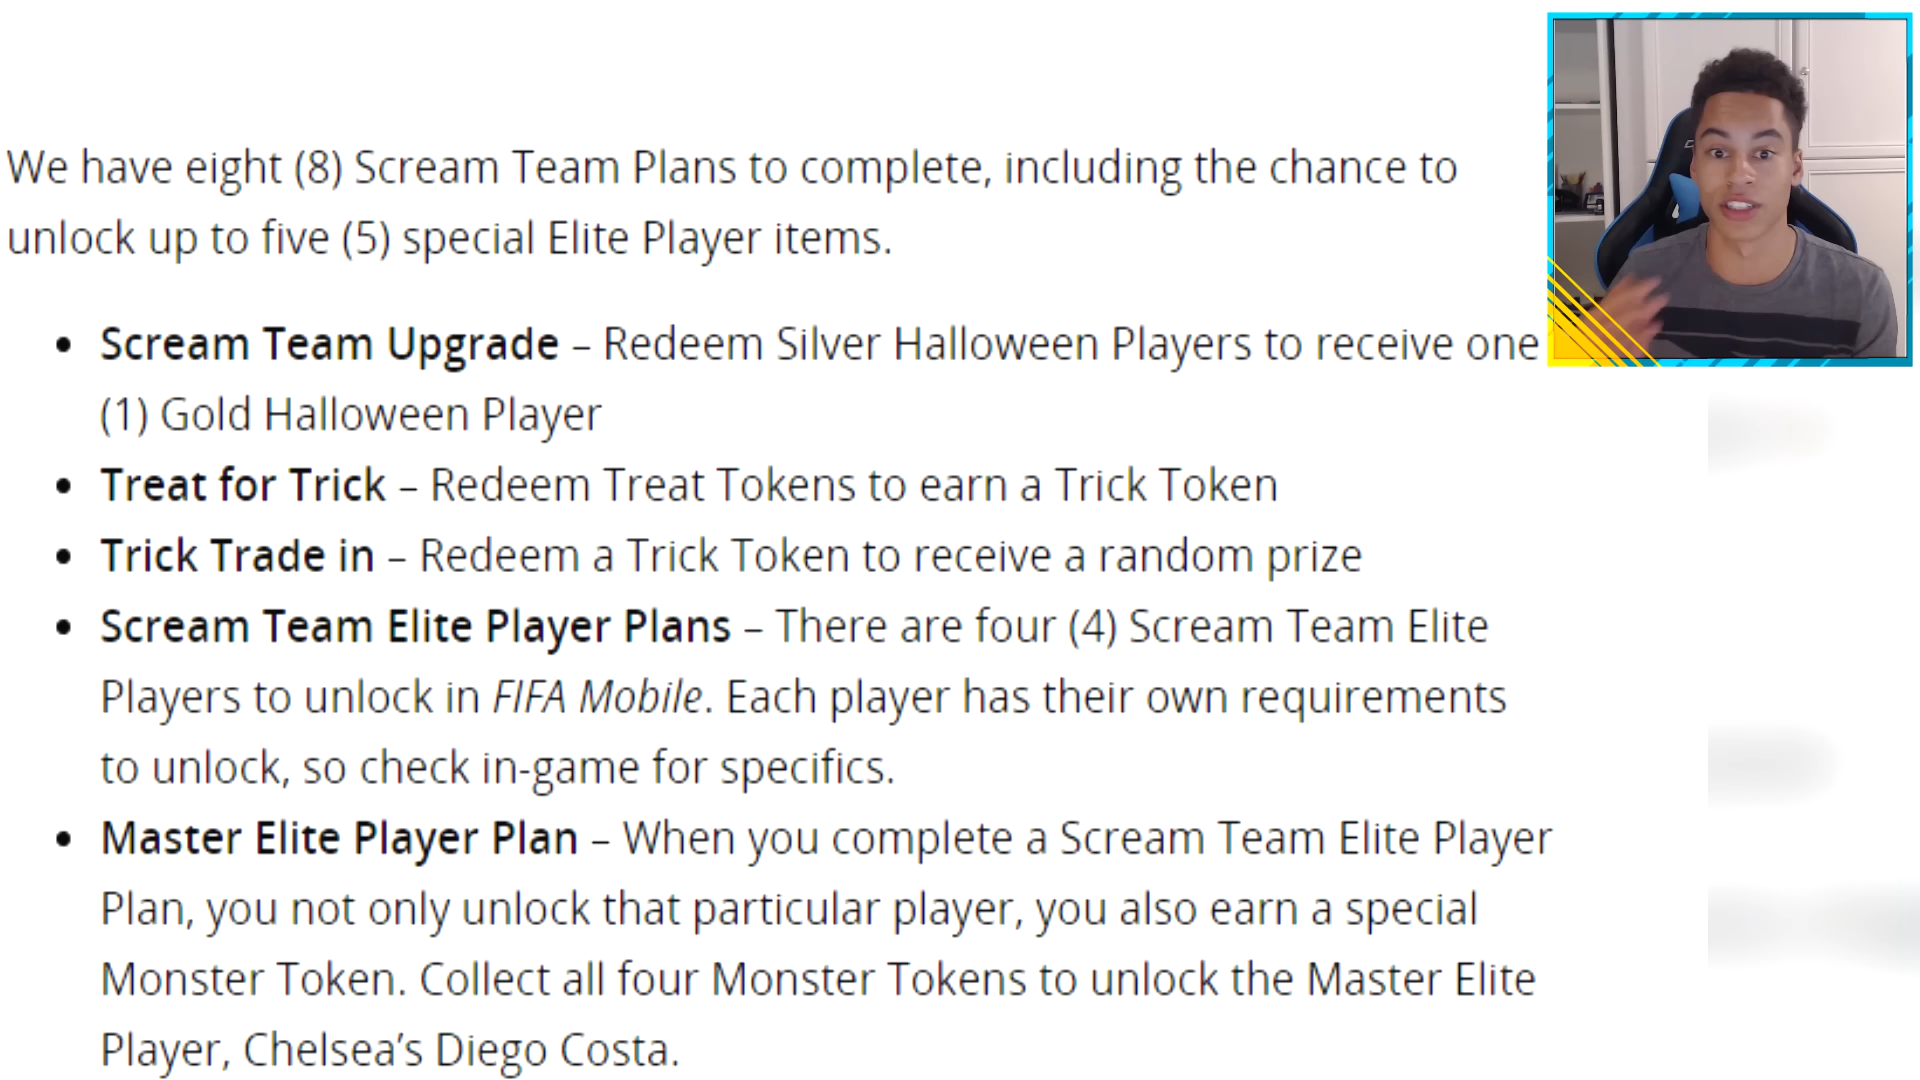 We have eight (8) Scream Team Plans to complete, including the chance to
unlock up to five (5) special Elite Player items.
• Scream Team Upgrade – Redeem Silver Halloween Players to receive one
(1) Gold Halloween Player
• Treat for Trick – Redeem Treat Tokens to earn a Trick Token
• Trick Trade in – Redeem a Trick Token to receive a random prize
• Scream Team Elite Player Plans – There are four (4) Scream Team Elite
Players to unlock in FIFA Mobile. Each player has their own requirements
to unlock, so check in-game for specifics.
• Master Elite Player Plan – When you complete a Scream Team Elite Player
Plan, you not only unlock that particular player, you also earn a special
Monster Token. Collect all four Monster Tokens to unlock the Master Elite
Player, Chelsea’s Diego Costa.